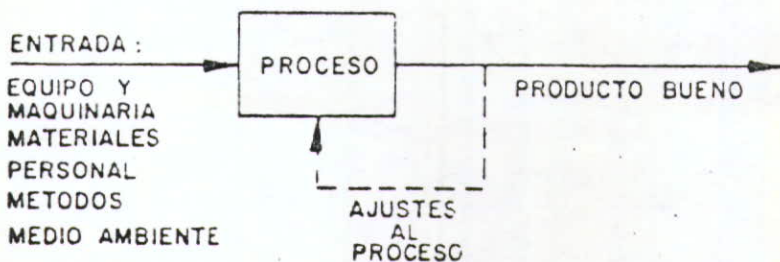 ENTRADA :
EQUIPO Y
MAQUINARIA
MATERIALES
PERSONAL
METODOS
MEDIO AMBIENTE
PROCESO
PRODUCTO BUENO
AJUSTES
AL
PROCESO